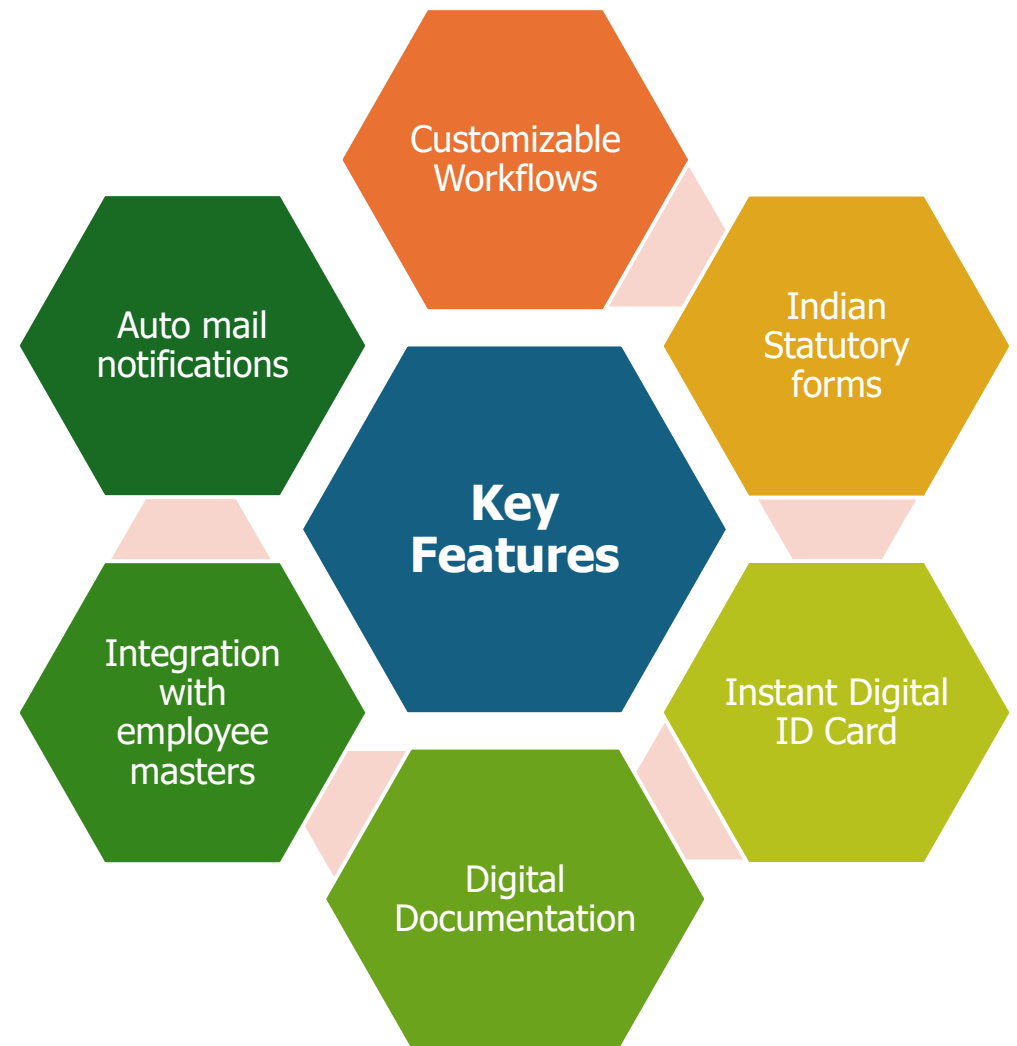 Customizable
Workflows
Indian
Statutory
forms
Instant Digital
ID Card
Digital
Documentation
Integration
with
employee
masters
Auto mail
notifications
Key
Features